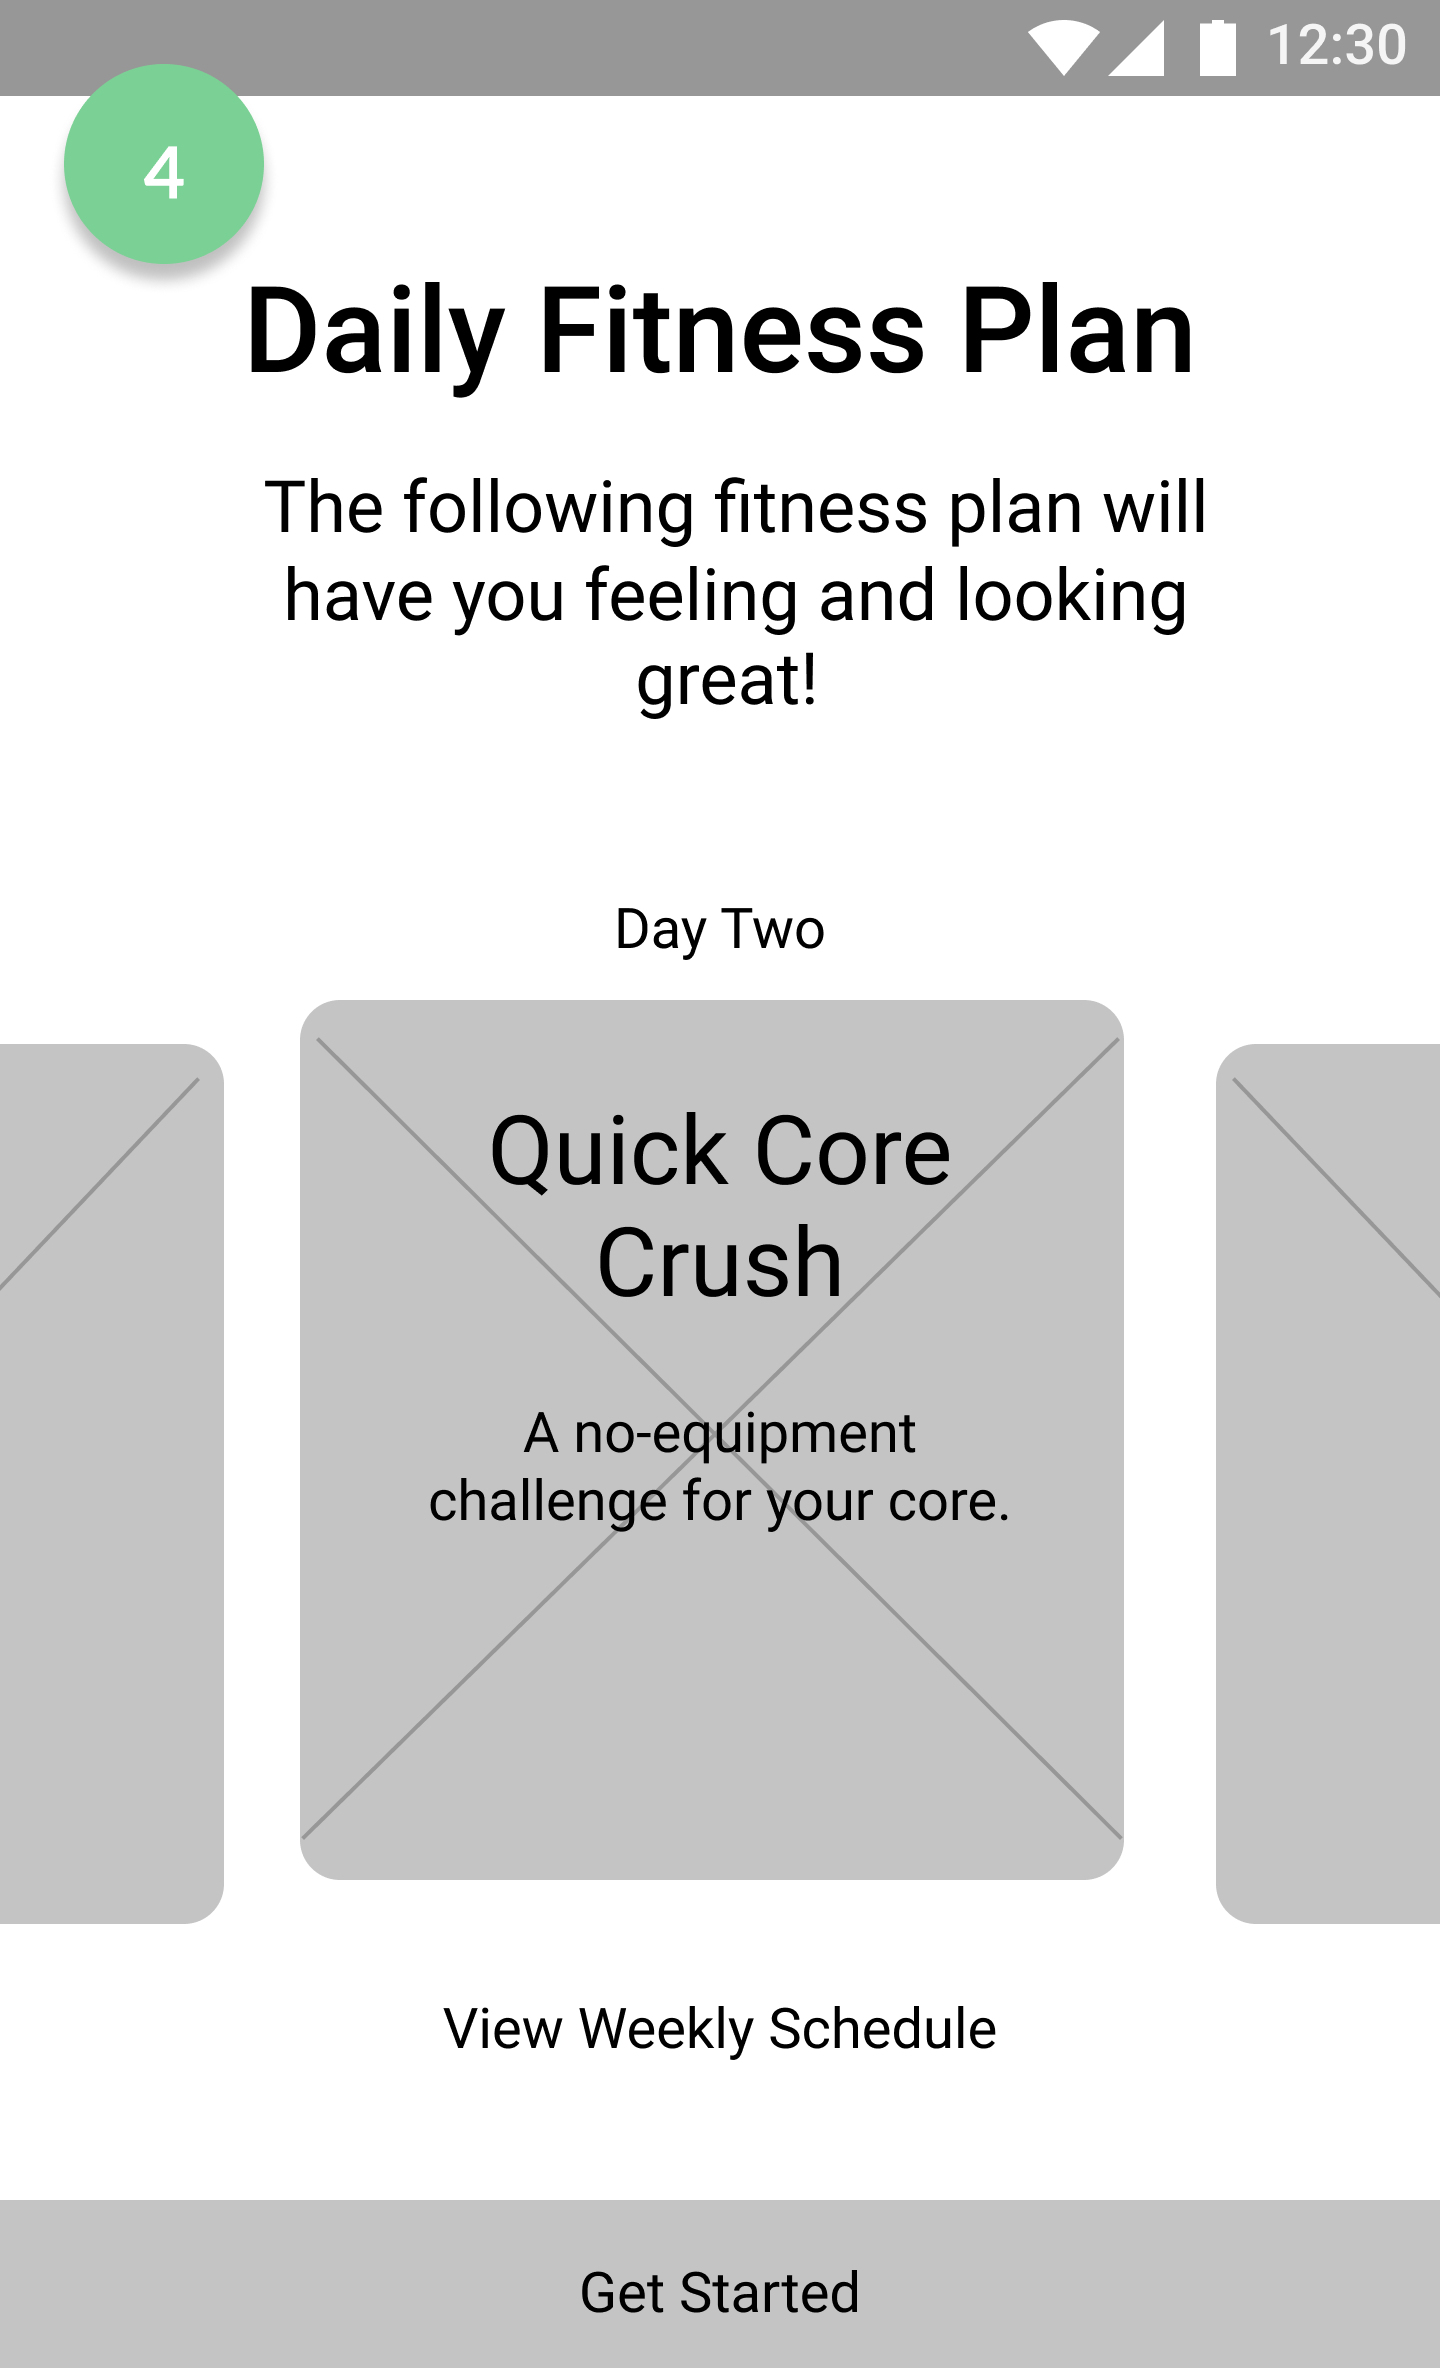 12:30
4
Daily Fitness Plan
The following fitness plan will
have you feeling and looking
great!
Day Two
Quick Core
Crush
A no-equipment
challenge for your core.
View Weekly Schedule
Get Started